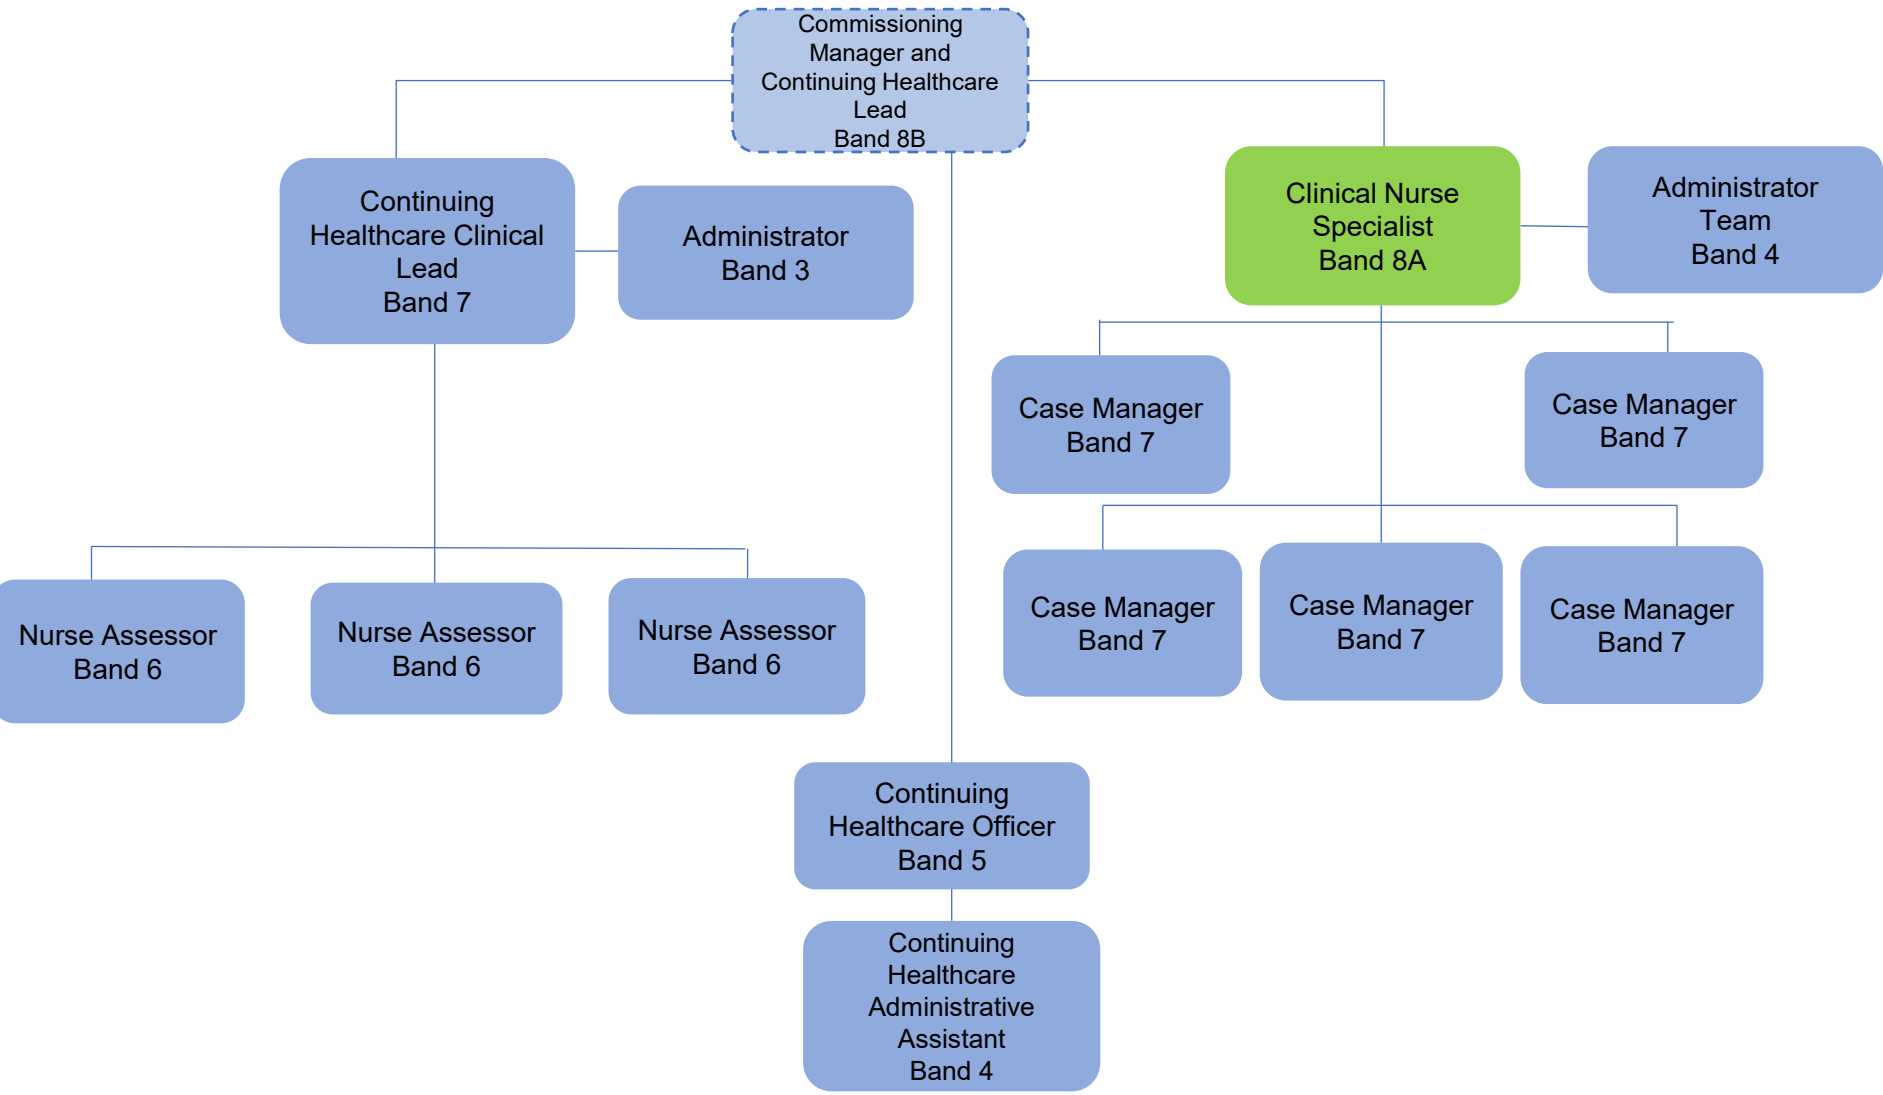 Commissioning
Manager and
Continuing Healthcare
Lead
Band 8B
Continuing
Healthcare Clinical
Lead
Band 7
Administrator
Band 3
Clinical Nurse
Specialist
Band 8A
Administrator
Team
Band 4
Case Manager
Band 7
Case Manager
Band 7
Case Manager
Band 7
Case Manager
Band 7
Case Manager
Band 7
Nurse Assessor
Band 6
Nurse Assessor
Band 6
Nurse Assessor
Band 6
Continuing
Healthcare Officer
Band 5
Continuing
Healthcare
Administrative
Assistant
Band 4